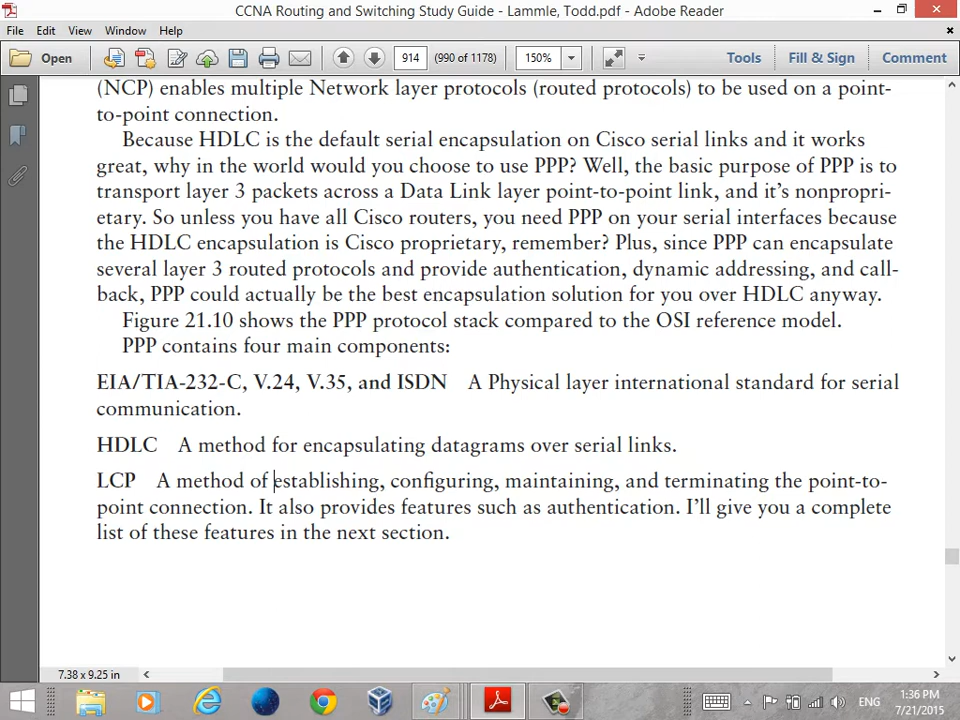 CCNA Routing and Switching Study Guide - Lammle, Todd.pdf - Adobe Reader
File Edit View Window Help
Open 914 (990 of 1178) 150% Tools Fill & Sign Comment
(NCP) enables multiple Network layer protocols (routed protocols) to be used on a point-
to-point connection.
Because HDLC is the default serial encapsulation on Cisco serial links and it works
great, why in the world would you choose to use PPP? Well, the basic purpose of PPP is to
transport layer 3 packets across a Data Link layer point-to-point link, and it's nonpropri-
etary. So unless you have all Cisco routers, you need PPP on your serial interfaces because
the HDLC encapsulation is Cisco proprietary, remember? Plus, since PPP can encapsulate
several layer 3 routed protocols and provide authentication, dynamic addressing, and call-
back, PPP could actually be the best encapsulation solution for you over HDLC anyway.
Figure 21.10 shows the PPP protocol stack compared to the OSI reference model.
PPP contains four main components:
EIA/TIA-232-C, V.24, V.35, and ISDN A Physical layer international standard for serial
communication.
HDLC A method for encapsulating datagrams over serial links.
LCP A method of establishing, configuring, maintaining, and terminating the point-to-
point connection. It also provides features such as authentication. I'll give you a complete
list of these features in the next section.
7.38 x 9.25 in
ENG
1:36 PM
7/21/2015